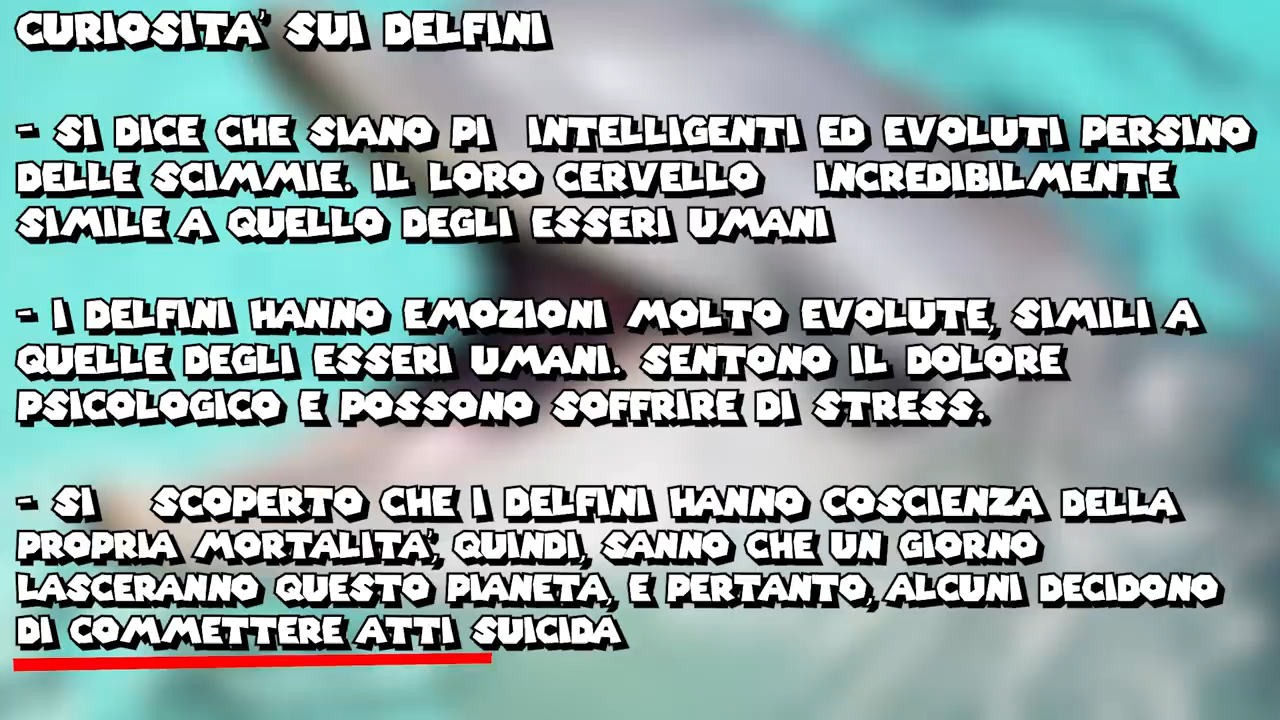 CURIOSITA' SUI DELFINI
- SI DICE CHE SIANO PI INTELLIGENTI ED EVOLUTI PERSINO
DELLE SCIMMIE. IL LORO CERVELLO INCREDIBILMENTE
SIMILE A QUELLO DEGLI ESSERI UMANI
- I DELFINI HANNO EMOZIONI MOLTO EVOLUTE, SIMILI A
QUELLE DEGLI ESSERI UMANI. SENTONO IL DOLORE
PSICOLOGICO E POSSONO SOFFRIRE DI STRESS.
- SI SCOPERTO CHE I DELFINI HANNO COSCIENZA DELLA
PROPRIA MORTALITA', QUINDI, SANNO CHE UN GIORNO
LASCERANNO QUESTO PIANETA, E PERTANTO, ALCUNI DECIDONO
DI COMMETTERE ATTI SUICIDA